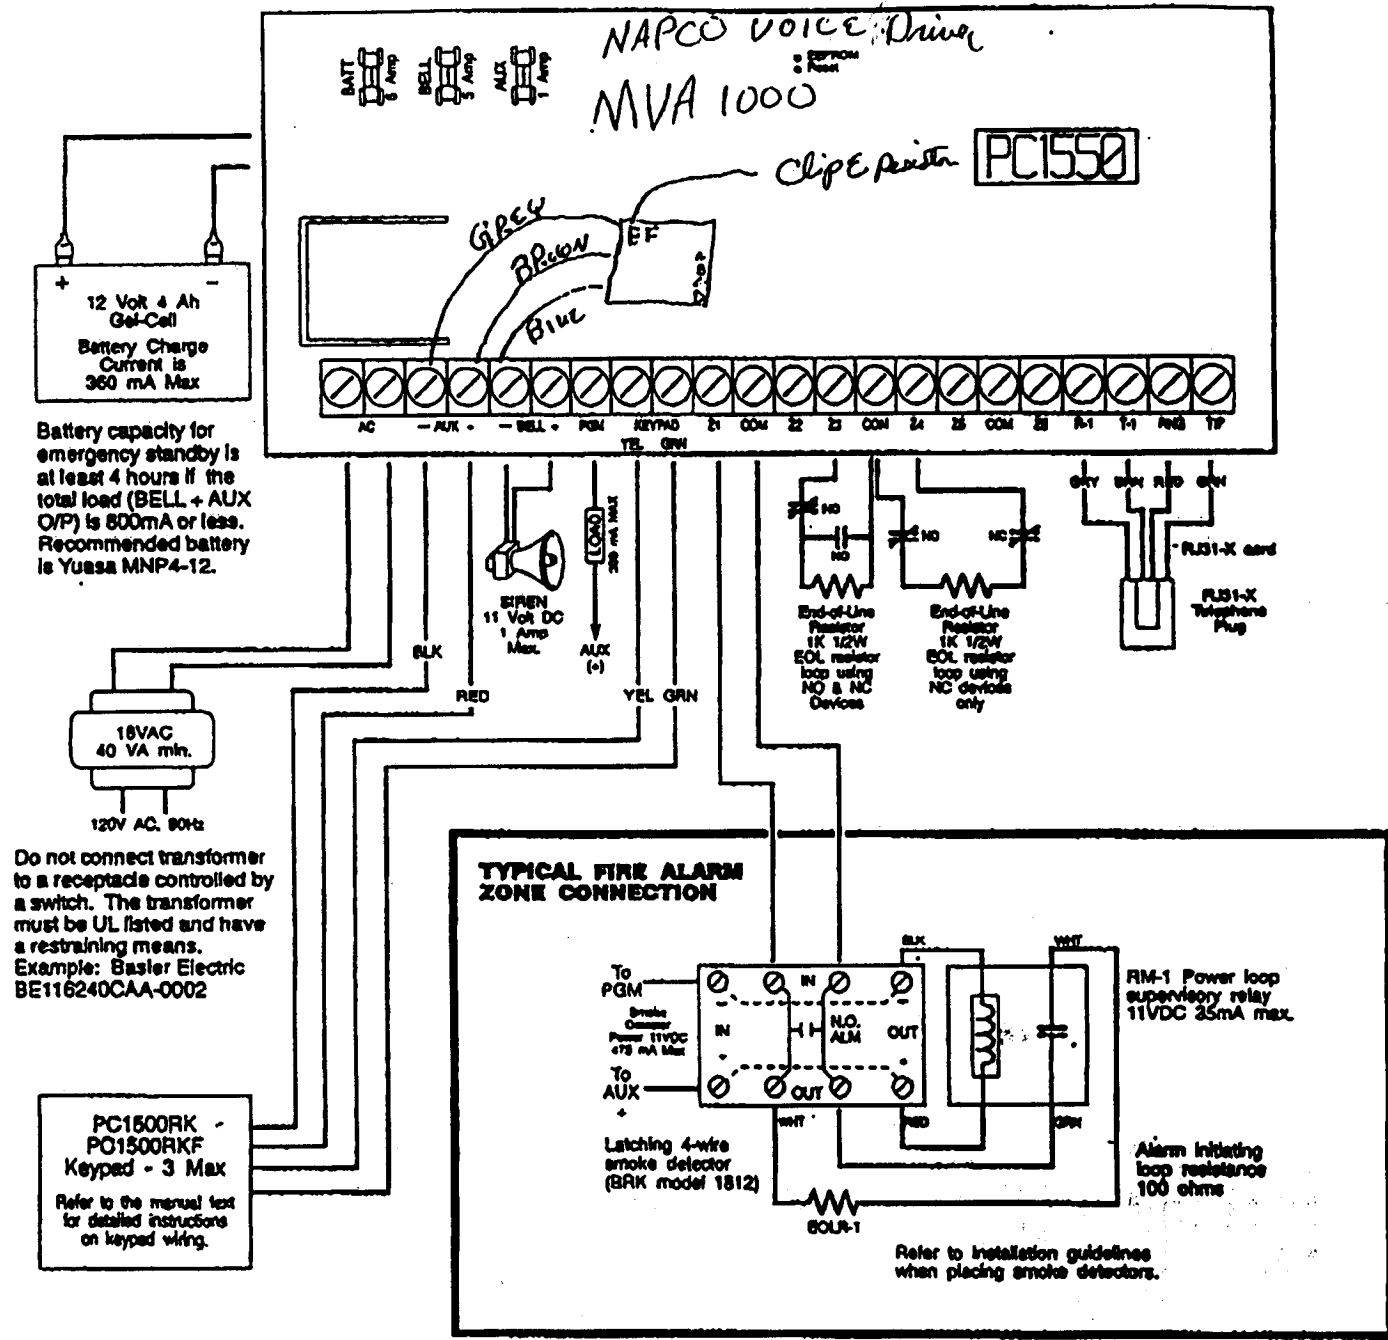 NAPCO VOICE Driver
EEPROM
Reset
MVA 1000
BATT
6 Amp
BELL
5 Amp
AUX
1 Amp
Clip E Resistor
PC1550
GREY
BROWN
BLUE
EF
+
-
12 Volt 4 Ah
Gel-Cell
Battery Charge
Current is
360 mA Max
AC
- AUX +
- BELL +
PGM
KEYPAD
YEL GRN
Z1
COM
Z2
Z3
COM
Z4
Z5
COM
Z6
R-1
T-1
RNG
TIP
Battery capacity for
emergency standby is
at least 4 hours if the
total load (BELL + AUX
O/P) is 600mA or less.
Recommended battery
is Yuasa MNP4-12.
LOAD
SIREN
11 Volt DC
1 Amp
Max.
AUX
(+)
NC
NO
End-of-Line
Resistor
1K 1/2W
EOL resistor
loop using
NO & NC
Devices
NC
NC
End-of-Line
Resistor
1K 1/2W
EOL resistor
loop using
NC devices
only
GRY
BRN
RED
GRN
RJ31-X cord
RJ31-X
Telephone
Plug
BLK
RED
YEL
GRN
16VAC
40 VA min.
120V AC, 60Hz
Do not connect transformer
to a receptacle controlled by
a switch. The transformer
must be UL listed and have
a restraining means.
Example: Basler Electric
BE116240CAA-0002
PC1500RK
PC1500RKF
Keypad - 3 Max
Refer to the manual text
for detailed instructions
on keypad wiring.
TYPICAL FIRE ALARM
ZONE CONNECTION
To
PGM
Smoke
Detector
Power 11VDC
475 mA Max
To
AUX
+
IN
IN
-
+
N.O.
ALM
OUT
OUT
BLK
WHT
WHT
RED
GRN
RM-1 Power loop
supervisory relay
11VDC 35mA max.
Latching 4-wire
smoke detector
(BRK model 1812)
EOLR-1
Alarm initiating
loop resistance
100 ohms
Refer to installation guidelines
when placing smoke detectors.